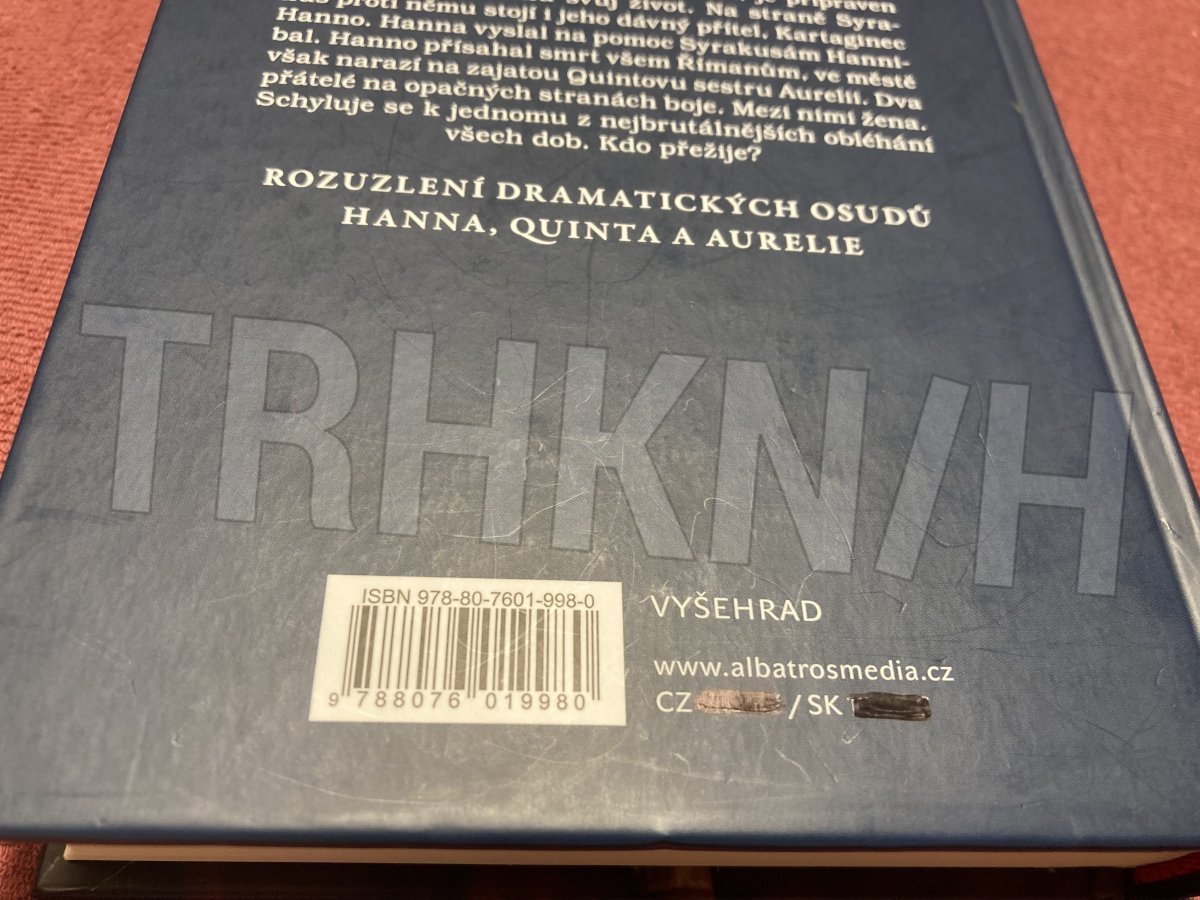 je připraven
svůj život. Na straně Syra-
proti němu stojí i jeho dávný přítel, Kartaginec
Hanno. Hanna vyslal na pomoc Syrakusám Hanni-
bal. Hanno přísahal smrt všem Římanům, ve městě
však narazí na zajatou Quintovu sestru Aurelii. Dva
přátelé na opačných stranách boje. Mezi nimi žena.
Schyluje se k jednomu z nejbrutálnějších obléhání
všech dob. Kdo přežije?
ROZUZLENÍ DRAMATICKÝCH OSUDŮ
HANNA, QUINTA A AURELIE
TRHKN/H
ISBN 978-80-7601-998-0
9 788076 019980
VYŠEHRAD
www.albatrosmedia.cz
CZ / SK